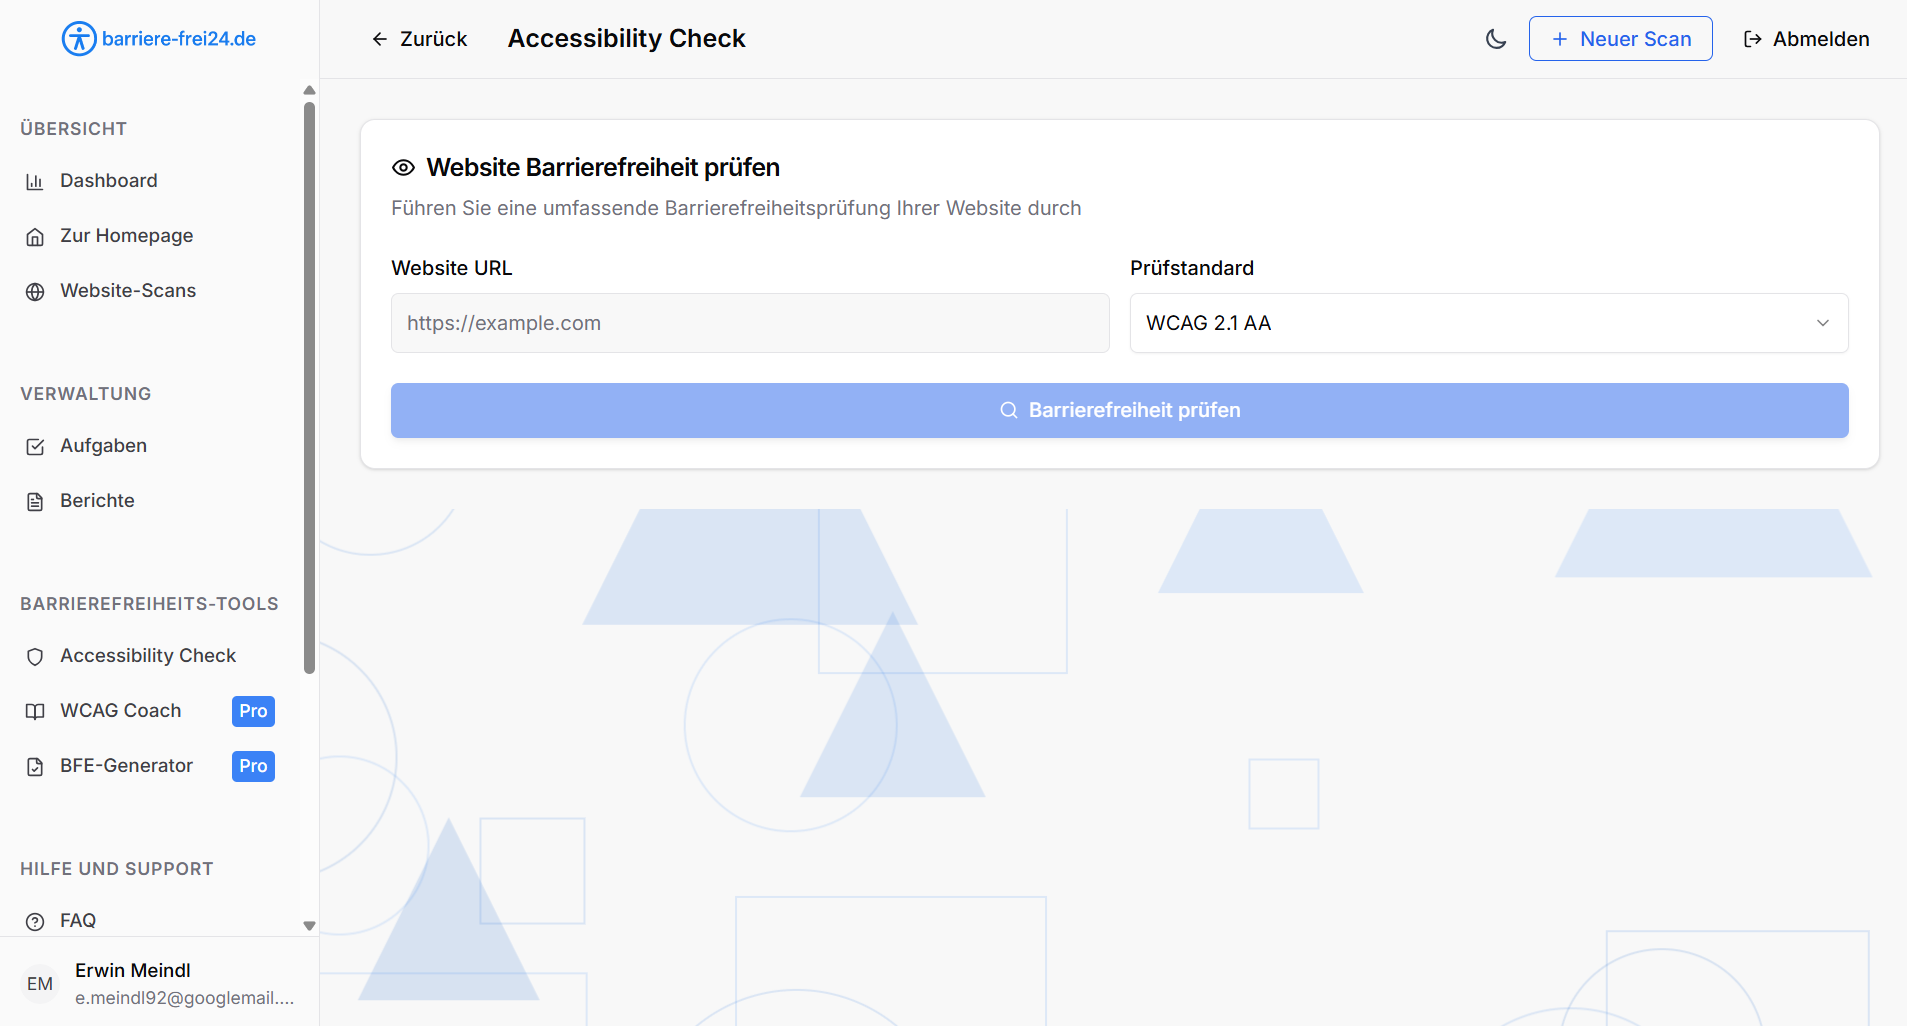 barriere-frei24.de
ÜBERSICHT
Dashboard
Zur Homepage
Website-Scans
VERWALTUNG
Aufgaben
Berichte
BARRIEREFREIHEITS-TOOLS
Accessibility Check
WCAG Coach Pro
BFE-Generator Pro
HILFE UND SUPPORT
FAQ
EM
Erwin Meindl
e.meindl92@googlemail....
Zurück
Accessibility Check
Neuer Scan
Abmelden
Website Barrierefreiheit prüfen
Führen Sie eine umfassende Barrierefreiheitsprüfung Ihrer Website durch
Website URL
https://example.com
Prüfstandard
WCAG 2.1 AA
Barrierefreiheit prüfen